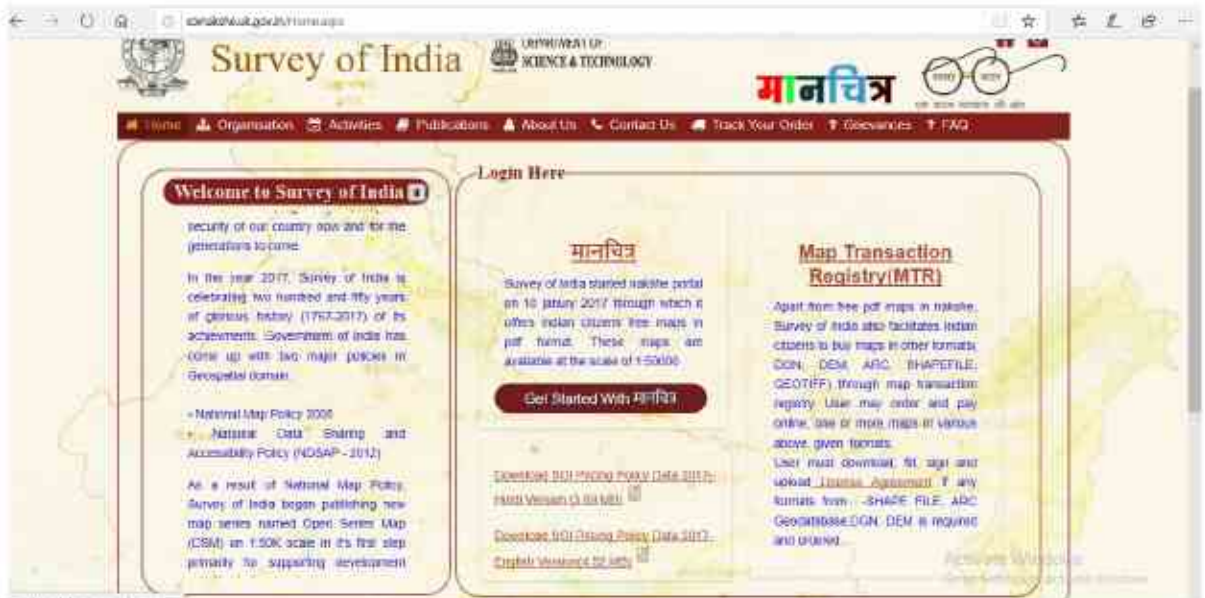 Survey of India
DEPARTMENT OF
SCIENCE & TECHNOLOGY
मानचित्र
Home Organisation Activities Publications About Us Contact Us Track Your Order Grievances FAQ
Welcome to Survey of India
security of our country now and for the
generations to come.
In the year 2017, Survey of India is
celebrating two hundred and fifty years
of glorious history (1767-2017) of its
Government of India has
come up with two major policies in
Geospatial domain.
National Map Policy 2005
National Data Sharing and
Accessibility Policy (NDSAP - 2012)
As a result of National Map Policy,
Survey of India began publishing new
map series named Open Series Map
(OSM) on 1:50K scale in it's first step
primarily for supporting development
Login Here
मानचित्र
Survey of India started nakshe portal
on 10 2017 through which it
offers Indian citizens free maps in
pdf format. These maps are
available at the scale of 1:50000
Get Started With मानचित्र
Download SOI Pricing Policy Data 2017-
Hindi Version
Download SOI Pricing Policy Data 2017-
English Version
Map Transaction
Registry(MTR)
Apart from free pdf maps in nakshe,
Survey of India also facilitates Indian
citizens to buy maps in other formats(
DGN, DEM, ARC, SHAPEFILE,
GEOTIFF) through map transaction
registry. User may order and pay
online, one or more maps in various
above given formats.
User must download, fill, sign and
upload License Agreement if any
formats from -SHAPE FILE, ARC
Geodatabase,DGN, DEM is required
and ordered.
Activate Windows